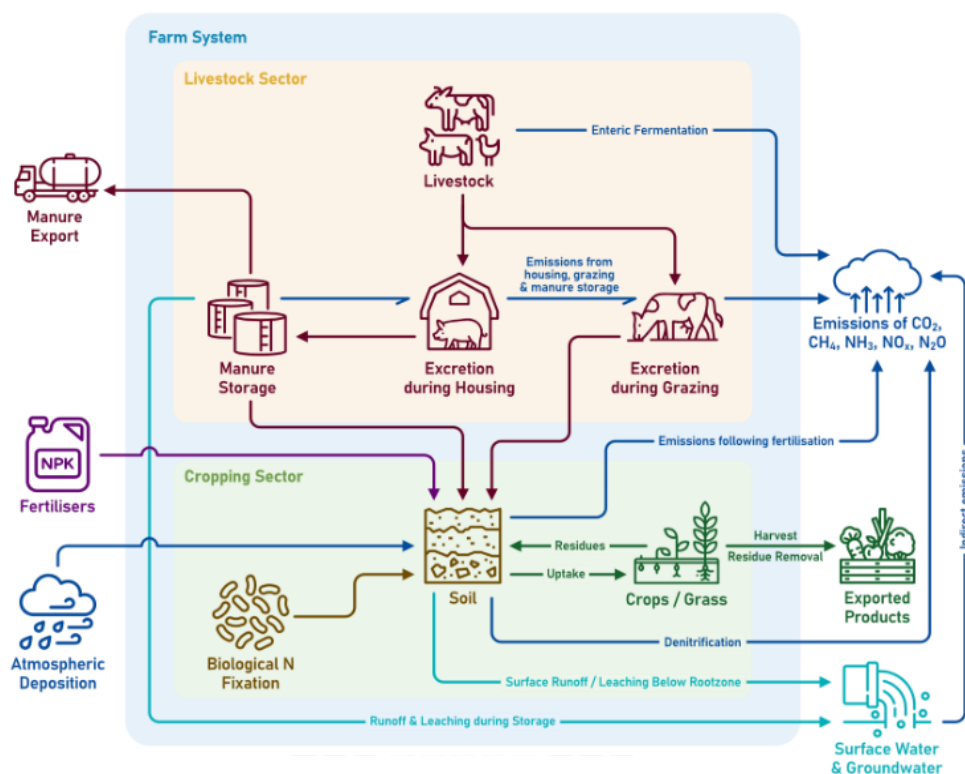 Farm System
Livestock Sector
Enteric Fermentation
Livestock
Manure
Export
Emissions from
housing, grazing
& manure storage
Emissions of CO₂,
CH₄, NH₃, NOₓ, N₂O
Manure
Storage
Excretion
during Housing
Excretion
during Grazing
Emissions following fertilisation
NPK
Fertilisers
Cropping Sector
Indirect emissions
Residues
Harvest
Residue Removal
Uptake
Soil
Crops / Grass
Exported
Products
Denitrification
Atmospheric
Deposition
Biological N
Fixation
Surface Runoff / Leaching Below Rootzone
Runoff & Leaching during Storage
Surface Water
& Groundwater